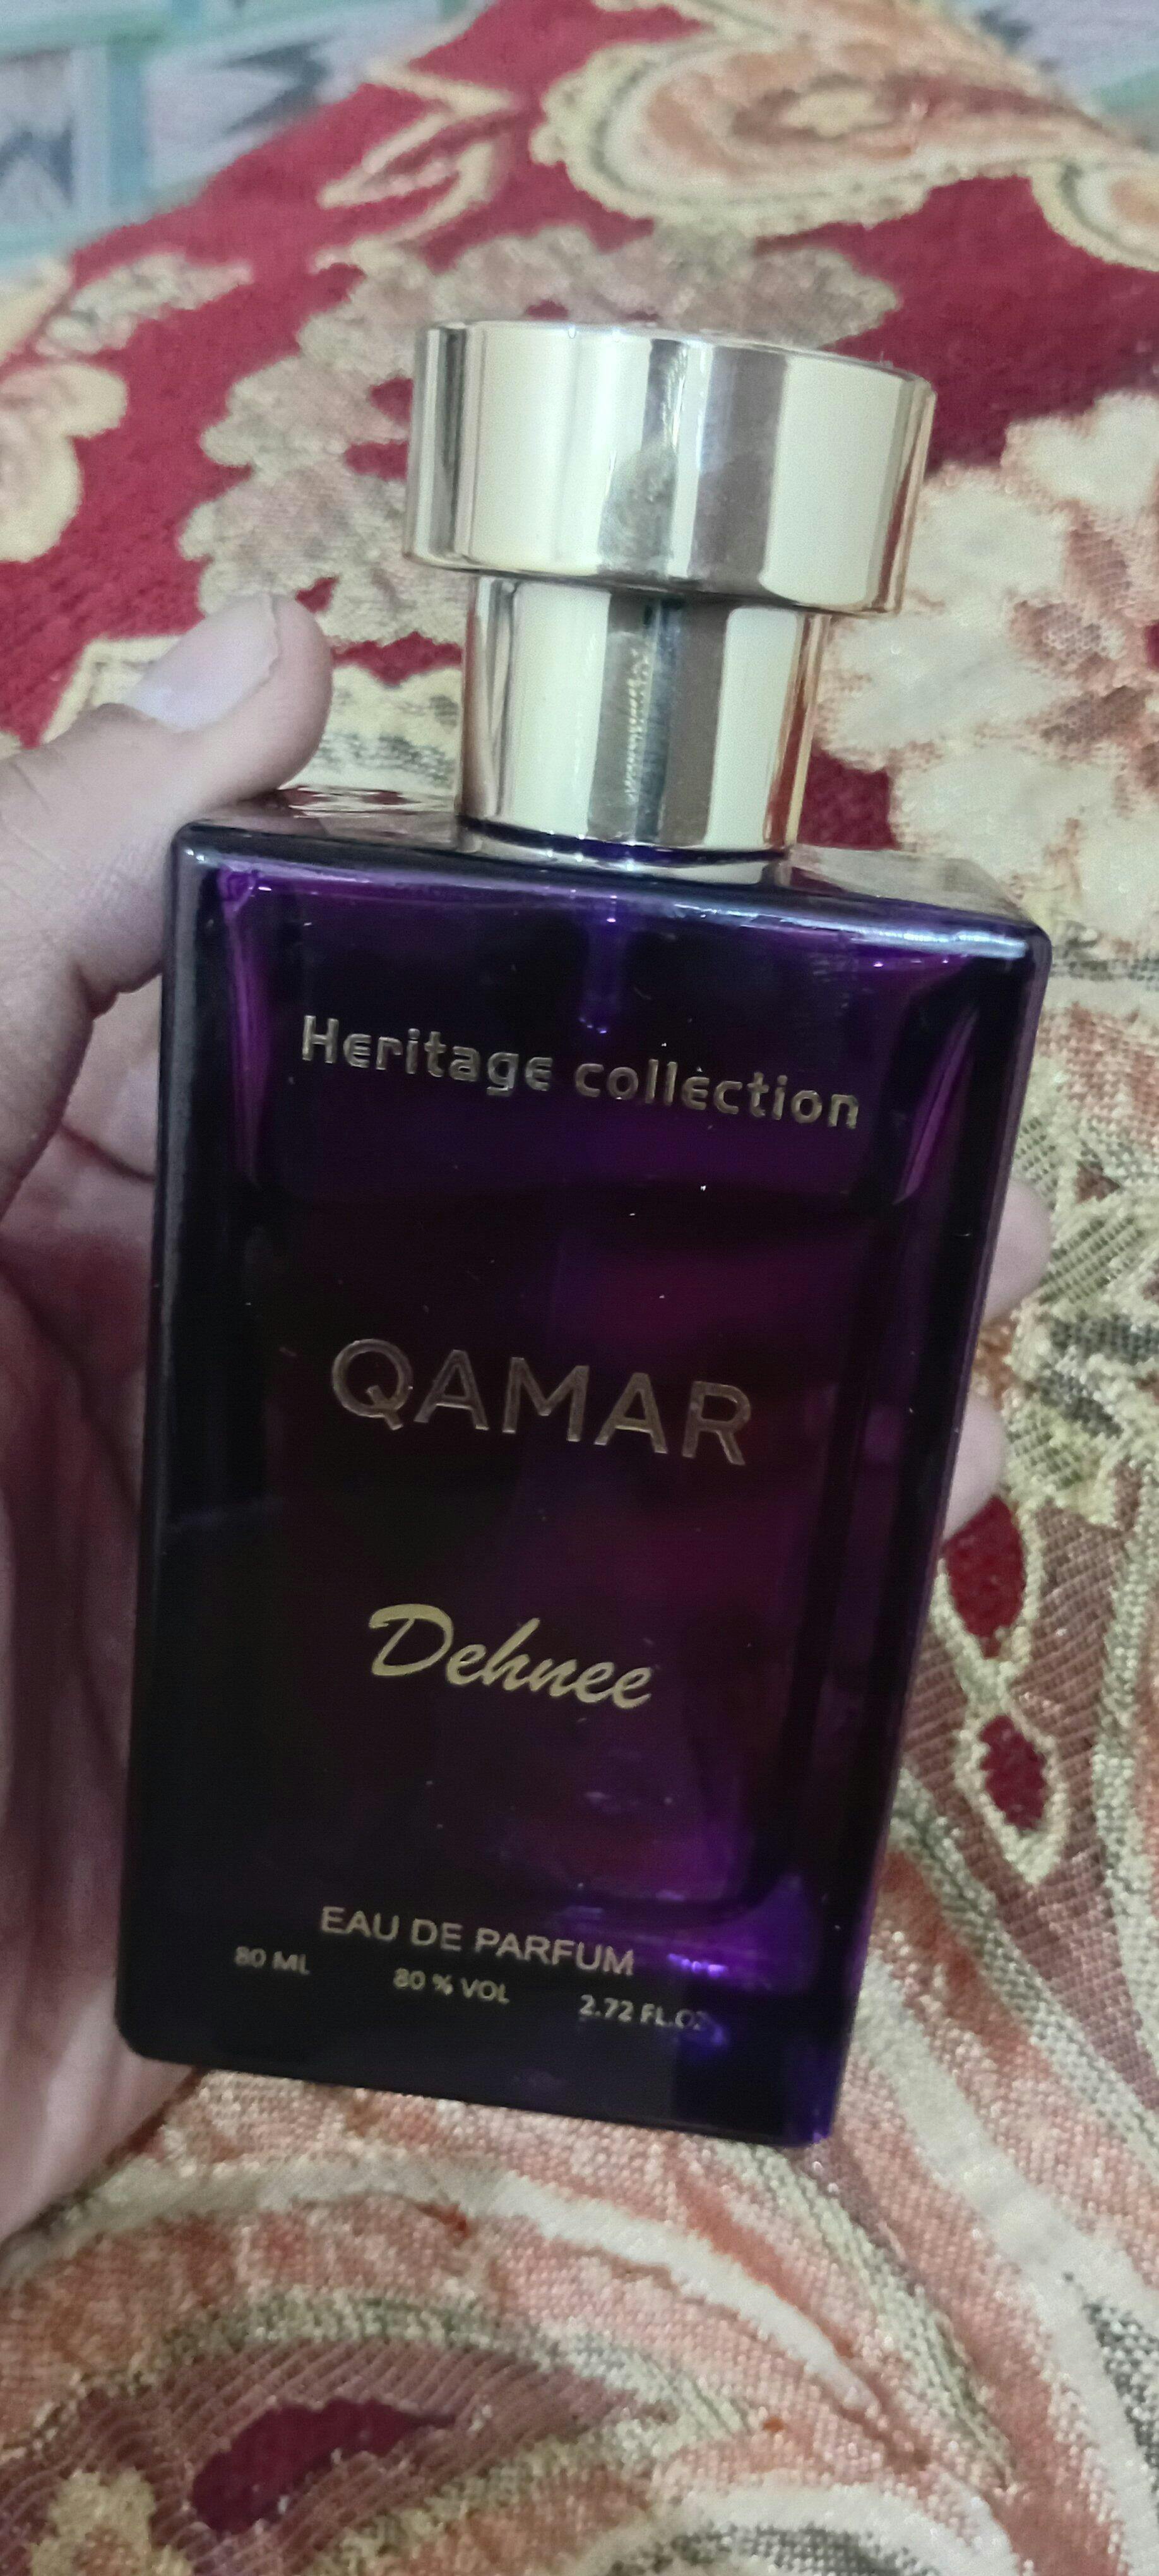 Heritage collection
QAMAR
Dehnee
EAU DE PARFUM
80 ML 80 % VOL 2.72 FL.OZ